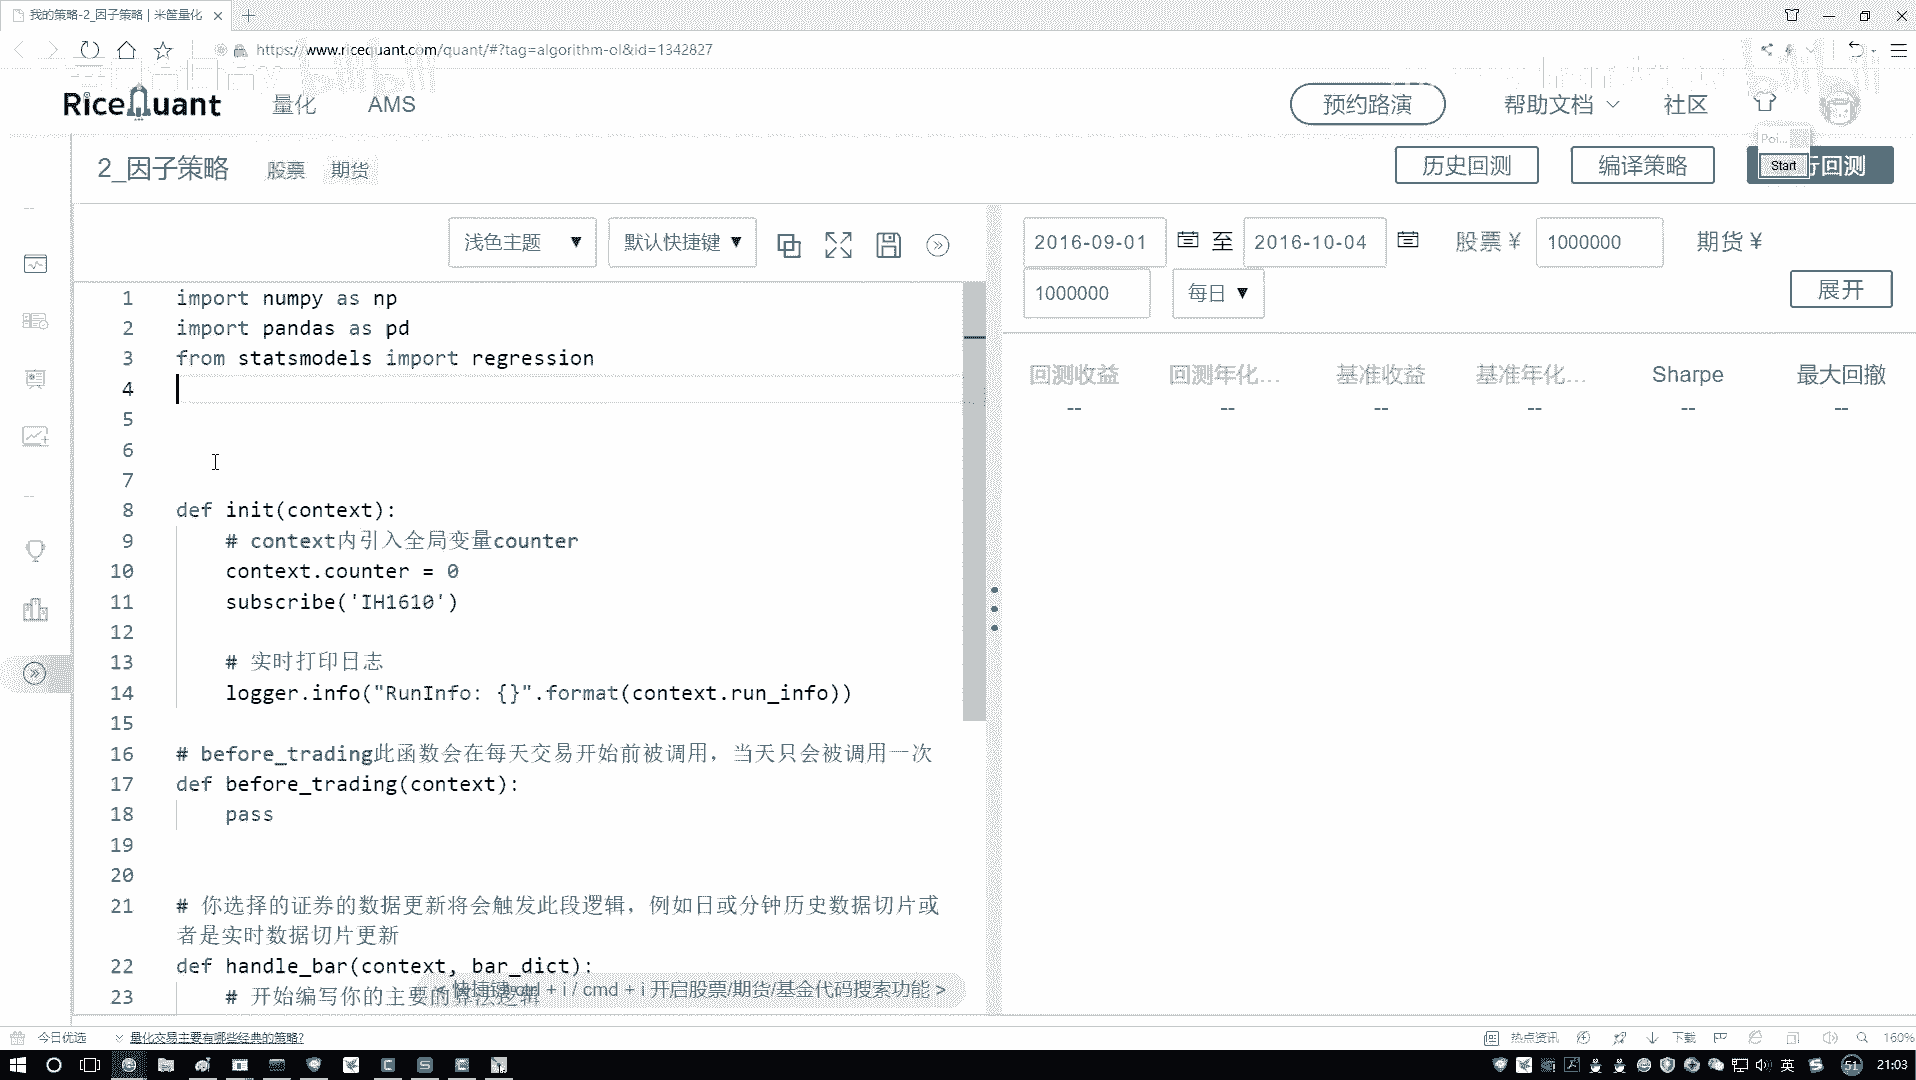 我的策略-2_因子策略 | 米筐量化
https://www.ricequant.com/quant/#?tag=algorithm-ol&id=1342827
RiceQuant 量化 AMS 预约路演 帮助文档 社区
Poi...
2_因子策略 股票 期货 历史回测 编译策略 Start 行回测
浅色主题 ▼ 默认快捷键 ▼
2016-09-01 至 2016-10-04 股票 ¥ 1000000 期货 ¥
1000000 每日 ▼ 展开
回测收益 回测年化... 基准收益 基准年化... Sharpe 最大回撤
-- -- -- -- -- --
1 import numpy as np
2 import pandas as pd
3 from statsmodels import regression
4
5
6
7
8 def init(context):
9 # context内引入全局变量counter
10 context.counter = 0
11 subscribe('IH1610')
12
13 # 实时打印日志
14 logger.info("RunInfo: {}".format(context.run_info))
15
16 # before_trading此函数会在每天交易开始前被调用，当天只会被调用一次
17 def before_trading(context):
18 pass
19
20
21 # 你选择的证券的数据更新将会触发此段逻辑，例如日或分钟历史数据切片或
者是实时数据切片更新
22 def handle_bar(context, bar_dict):
23 # 开始编写你的主要的算法逻辑
< 快捷键 ctrl + i / cmd + i 开启股票/期货/基金代码搜索功能 >
今日优选 量化交易主要有哪些经典的策略? 热点资讯 下载 160%
英 51 21:03